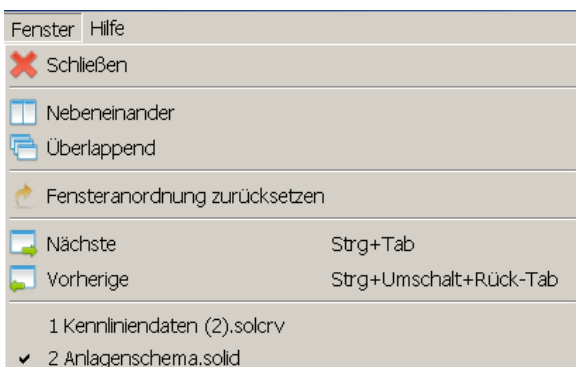 Fenster Hilfe
Schließen
Nebeneinander
Überlappend
Fensteranordnung zurücksetzen
Nächste Strg+Tab
Vorherige Strg+Umschalt+Rück-Tab
1 Kennliniendaten (2).solcrv
✔ 2 Anlagenschema.solid